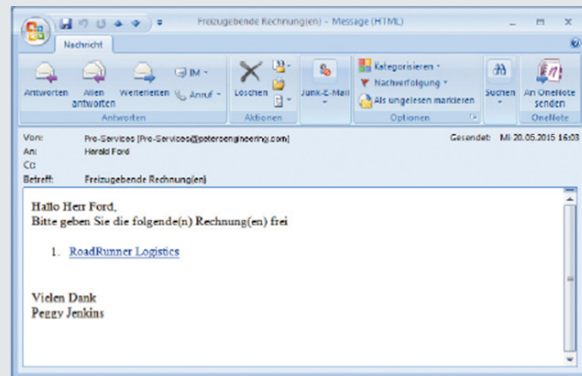 Freizugebende Rechnung(en) - Message (HTML)
Nachricht
Antworten
Allen antworten
Weiterleiten
IM
Anruf
Antworten
Löschen
Aktionen
Junk-E-Mail
Kategorisieren
Nachverfolgung
Als ungelesen markieren
Optionen
Suchen
An OneNote senden
OneNote
Von: Pro-Services [Pro-Services@petersengineering.com] Gesendet: Mi 20.05.2015 16:03
An: Harald Ford
Cc:
Betreff: Freizugebende Rechnung(en)
Hallo Herr Ford,
Bitte geben Sie die folgende(n) Rechnung(en) frei
1. RoadRunner Logistics
Vielen Dank
Peggy Jenkins